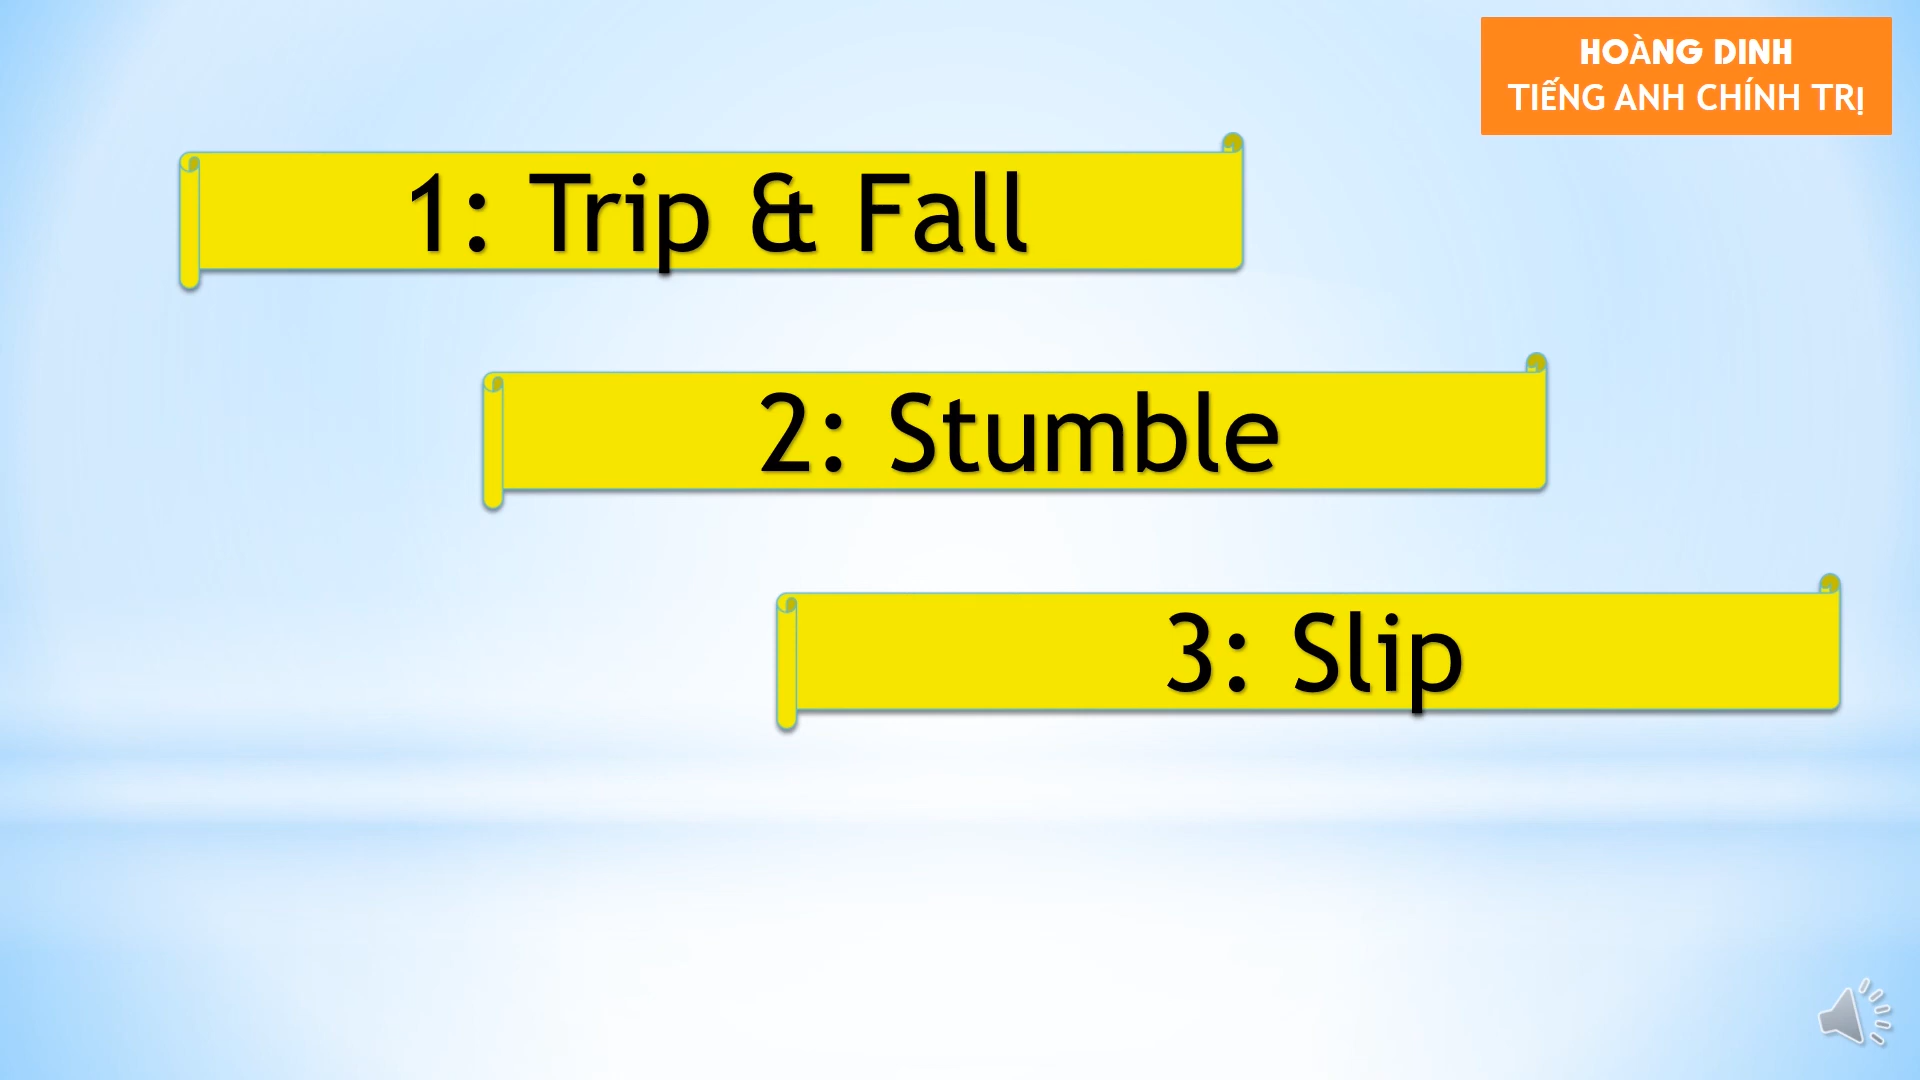 HOÀNG DINH
TIẾNG ANH CHÍNH TRỊ
1: Trip & Fall
2: Stumble
3: Slip